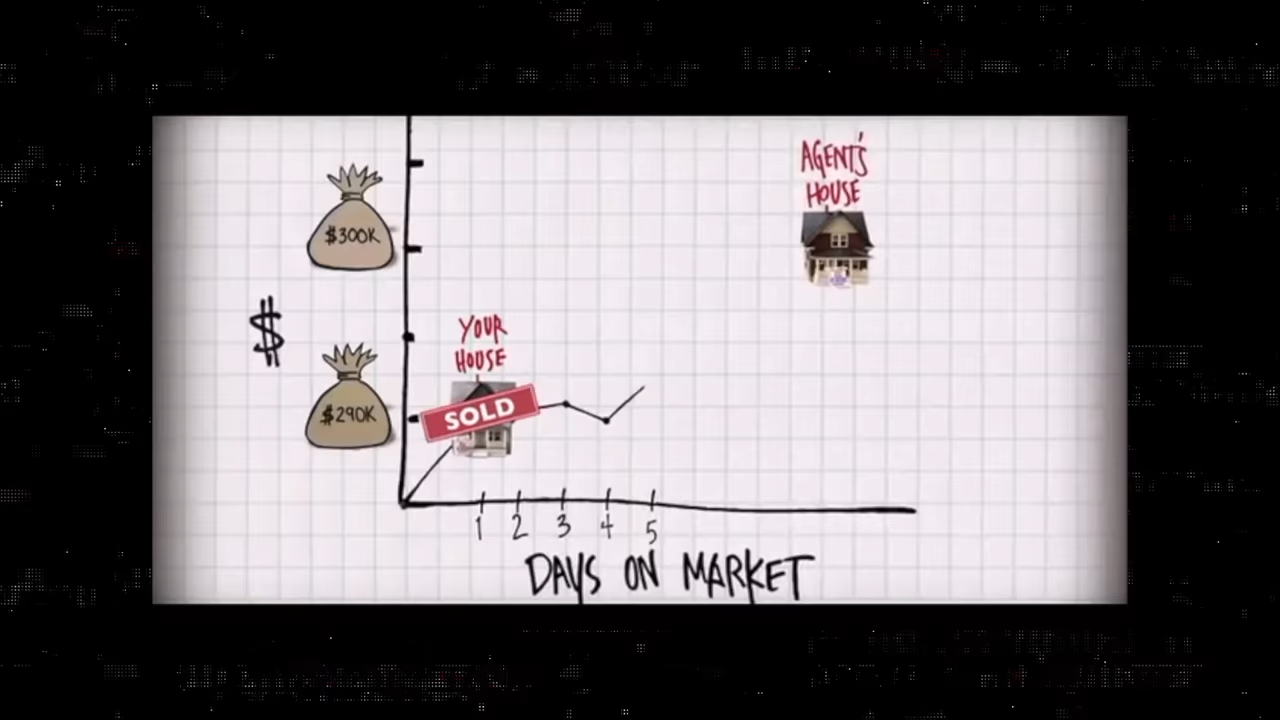 AGENT'S
HOUSE
$300K
$
YOUR
HOUSE
SOLD
$290K
1 2 3 4 5
DAYS ON MARKET